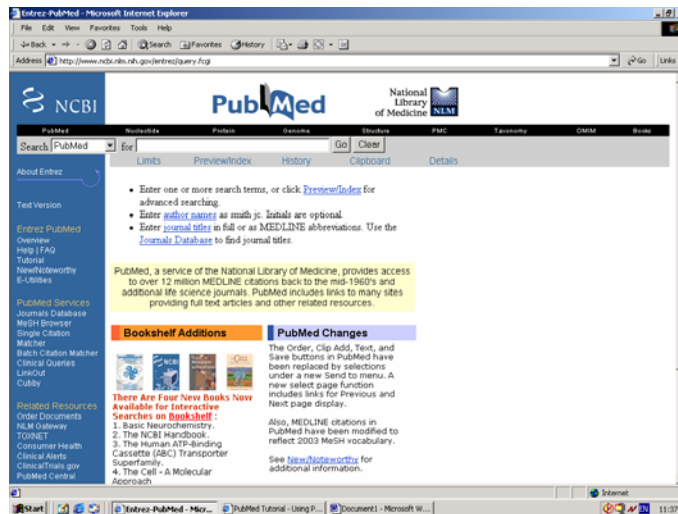 Entrez-PubMed - Microsoft Internet Explorer
File Edit View Favorites Tools Help
Back Search Favorites History
Address http://www.ncbi.nlm.nih.gov/entrez/query.fcgi Go Links
NCBI PubMed National Library of Medicine NLM
PubMed Nucleotide Protein Genome Structure PMC Taxonomy OMIM Books
Search PubMed for Go Clear
Limits Preview/Index History Clipboard Details
About Entrez
Text Version
Entrez PubMed
Overview
Help | FAQ
Tutorial
New/Noteworthy
E-Utilities
PubMed Services
Journals Database
MeSH Browser
Single Citation
Matcher
Batch Citation Matcher
Clinical Queries
LinkOut
Cubby
Related Resources
Order Documents
NLM Gateway
TOXNET
Consumer Health
Clinical Alerts
ClinicalTrials.gov
PubMed Central
• Enter one or more search terms, or click Preview/Index for
advanced searching.
• Enter author names as smith jc. Initials are optional.
• Enter journal titles in full or as MEDLINE abbreviations. Use the
Journals Database to find journal titles.
PubMed, a service of the National Library of Medicine, provides access
to over 12 million MEDLINE citations back to the mid-1960's and
additional life science journals. PubMed includes links to many sites
providing full text articles and other related resources.
Bookshelf Additions
There Are Four New Books Now
Available for Interactive
Searches on Bookshelf :
1. Basic Neurochemistry.
2. The NCBI Handbook.
3. The Human ATP-Binding
Cassette (ABC) Transporter
Superfamily.
4. The Cell - A Molecular
Approach
PubMed Changes
The Order, Clip Add, Text, and
Save buttons in PubMed have
been replaced by selections
under a new Send to menu. A
new select page function
includes links for Previous and
Next page display.
Also, MEDLINE citations in
PubMed have been modified to
reflect 2003 MeSH vocabulary.
See New/Noteworthy for
additional information.
Internet
Start Entrez-PubMed - Micr... PubMed Tutorial - Using P... Document1 - Microsoft W... EN 11:37